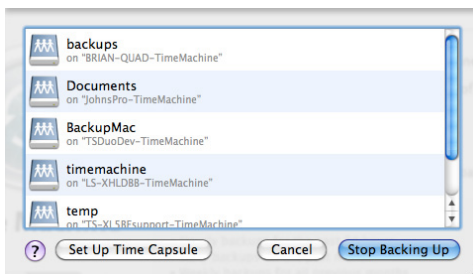 backups
on "BRIAN-QUAD-TimeMachine"
Documents
on "JohnsPro-TimeMachine"
BackupMac
on "TSDuoDev-TimeMachine"
timemachine
on "LS-XHLDBB-TimeMachine"
temp
on "TS-XL5BFsupport-TimeMachine"
? Set Up Time Capsule Cancel Stop Backing Up